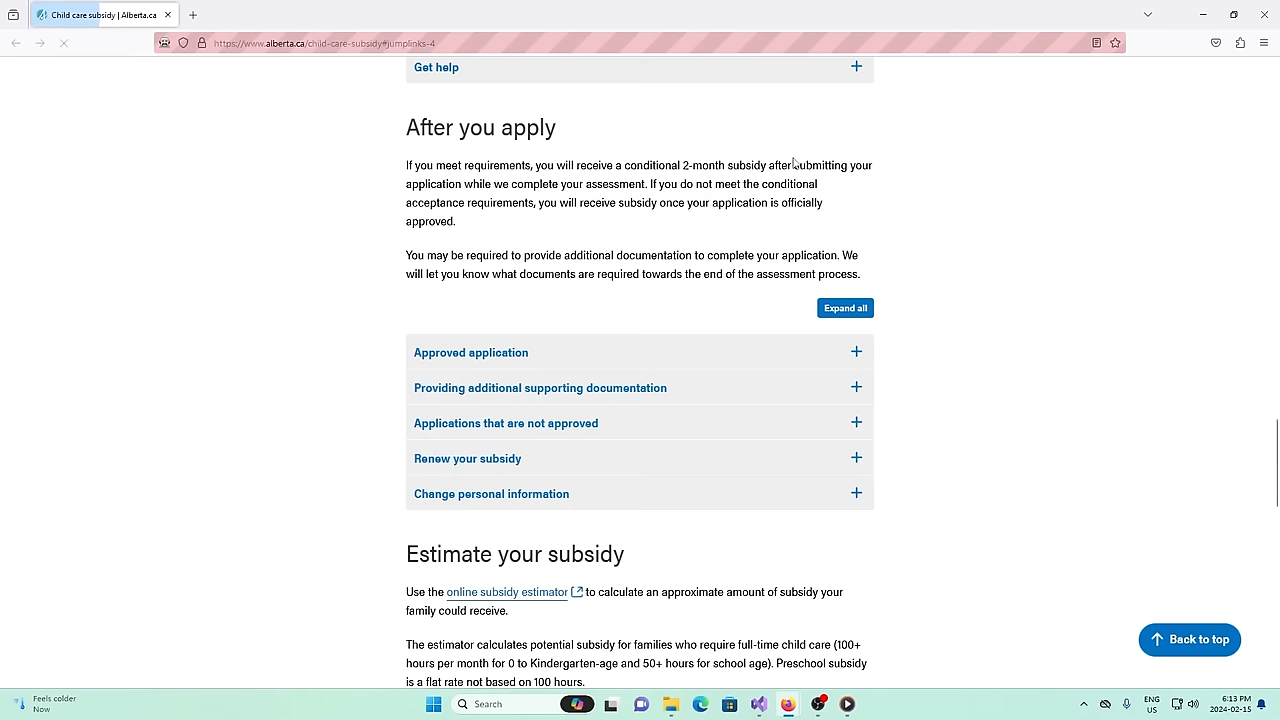 Child care subsidy | Alberta.ca
https://www.alberta.ca/child-care-subsidy#jumplinks-4
Get help
After you apply
If you meet requirements, you will receive a conditional 2-month subsidy after submitting your
application while we complete your assessment. If you do not meet the conditional
acceptance requirements, you will receive subsidy once your application is officially
approved.
You may be required to provide additional documentation to complete your application. We
will let you know what documents are required towards the end of the assessment process.
Expand all
Approved application
Providing additional supporting documentation
Applications that are not approved
Renew your subsidy
Change personal information
Estimate your subsidy
Use the online subsidy estimator to calculate an approximate amount of subsidy your
family could receive.
The estimator calculates potential subsidy for families who require full-time child care (100+
hours per month for 0 to Kindergarten-age and 50+ hours for school age). Preschool subsidy
is a flat rate not based on 100 hours.
Back to top
Feels colder
Now
Search
ENG
US
6:13 PM
2024-02-15